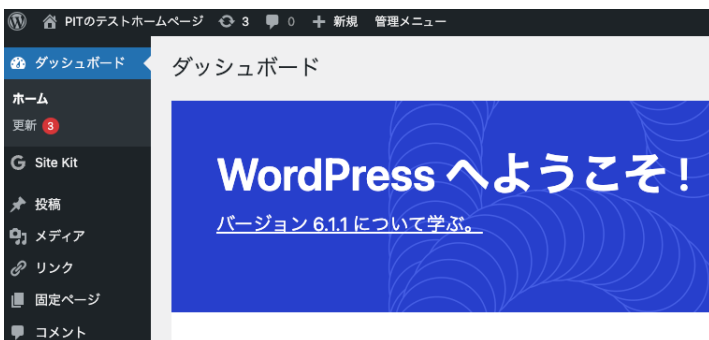 PITのテストホームページ 3 0 新規 管理メニュー
ダッシュボード
ホーム
更新 3
Site Kit
投稿
メディア
リンク
固定ページ
コメント
ダッシュボード
WordPress へようこそ！
バージョン 6.1.1 について学ぶ。